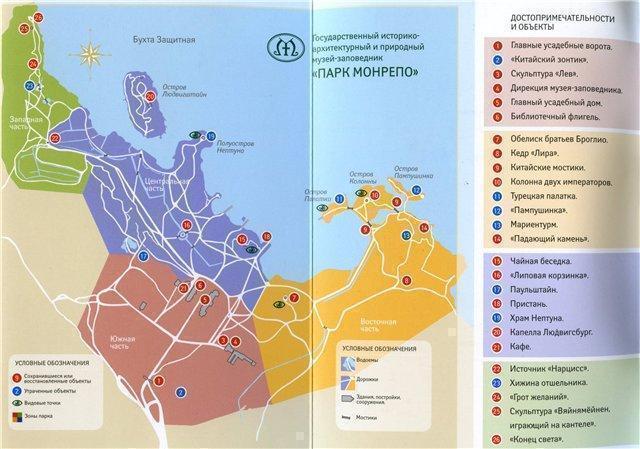 Бухта Защитная
Государственный историко-
архитектурный и природный
музей-заповедник
«ПАРК МОНРЕПО»
Остров
Людвигштайн
Полуостров
Нептуна
Западная
часть
Центральная
часть
Остров
Паратка
Остров
Колонны
Остров
Пампушинка
Южная
часть
Восточная
часть
УСЛОВНЫЕ ОБОЗНАЧЕНИЯ
9 Сохранившиеся или
восстановленные объекты
2 Утраченные объекты
Видовые точки
Зоны парка
УСЛОВНЫЕ ОБОЗНАЧЕНИЯ
Водоемы
Дорожки
Здания, постройки,
сооружения.
Мостики
ДОСТОПРИМЕЧАТЕЛЬНОСТИ
И ОБЪЕКТЫ
1 Главные усадебные ворота.
2 «Китайский зонтик».
3 Скульптура «Лев».
4 Дирекция музея-заповедника.
5 Главный усадебный дом.
6 Библиотечный флигель.
7 Обелиск братьев Броглио.
8 Кедр «Лира».
9 Китайские мостики.
10 Колонна двух императоров.
11 Турецкая палатка.
12 «Пампушинка».
13 Мариентурм.
14 «Падающий камень».
15 Чайная беседка.
16 «Липовая корзинка».
17 Паульштайн.
18 Пристань.
19 Храм Нептуна.
20 Капелла Людвигсбург.
21 Кафе.
22 Источник «Нарцисс».
23 Хижина отшельника.
24 «Грот желаний».
25 Скульптура «Вяйнямёйнен,
играющий на кантеле».
26 «Конец света».